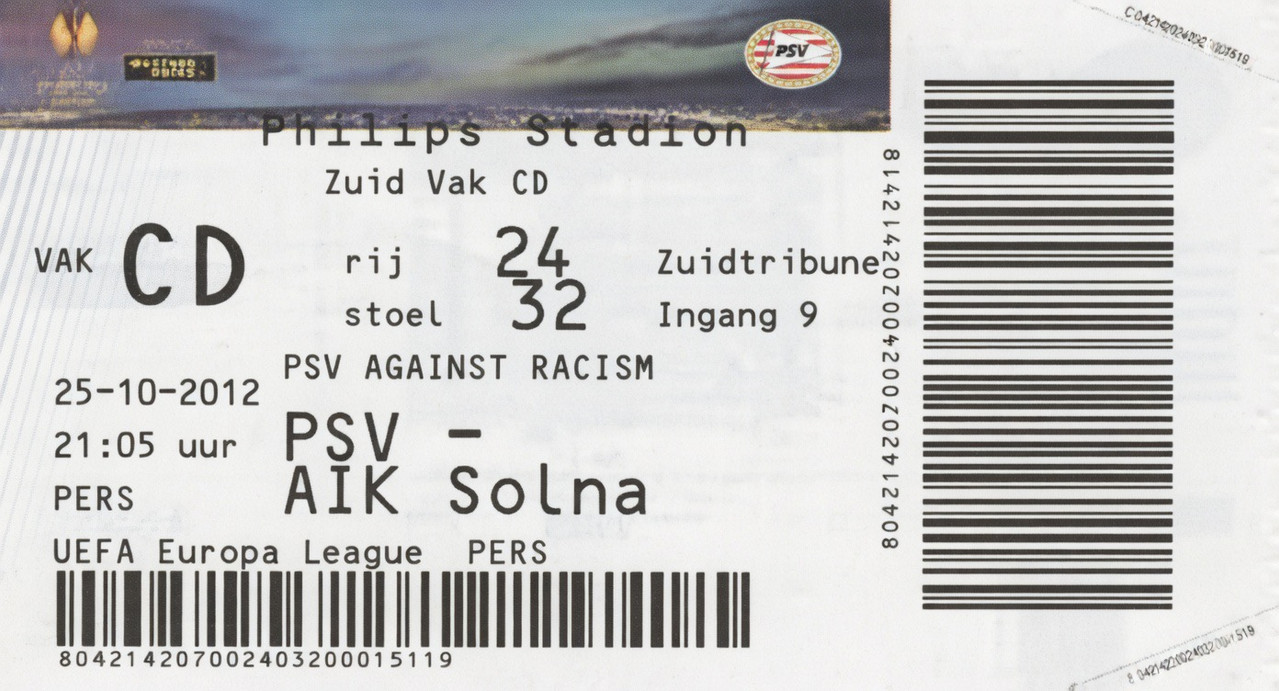 PSV
Philips Stadion
Zuid Vak CD
VAK CD
rij 24 Zuidtribune
stoel 32 Ingang 9
PSV AGAINST RACISM
25-10-2012
21:05 uur
PSV -
AIK Solna
PERS
UEFA Europa League PERS
804214207002403200015119